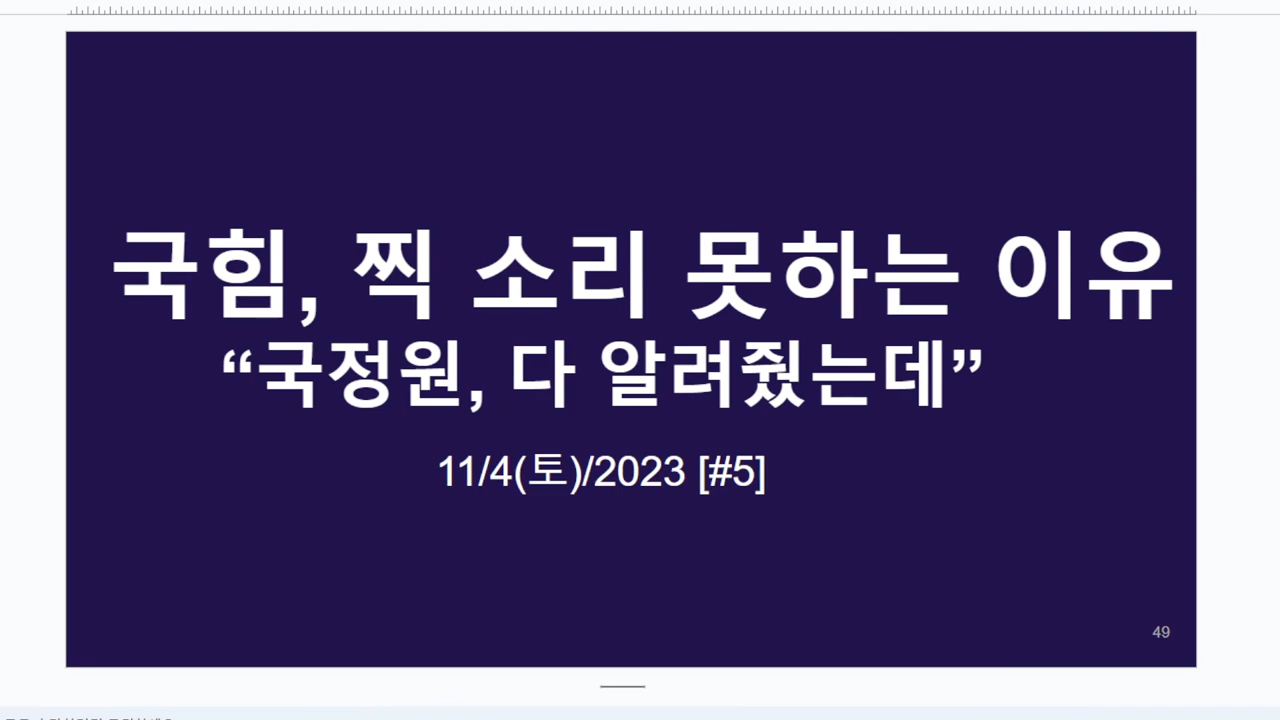 국힘, 찍 소리 못하는 이유
“국정원, 다 알려줬는데”
11/4(토)/2023 [#5]
49